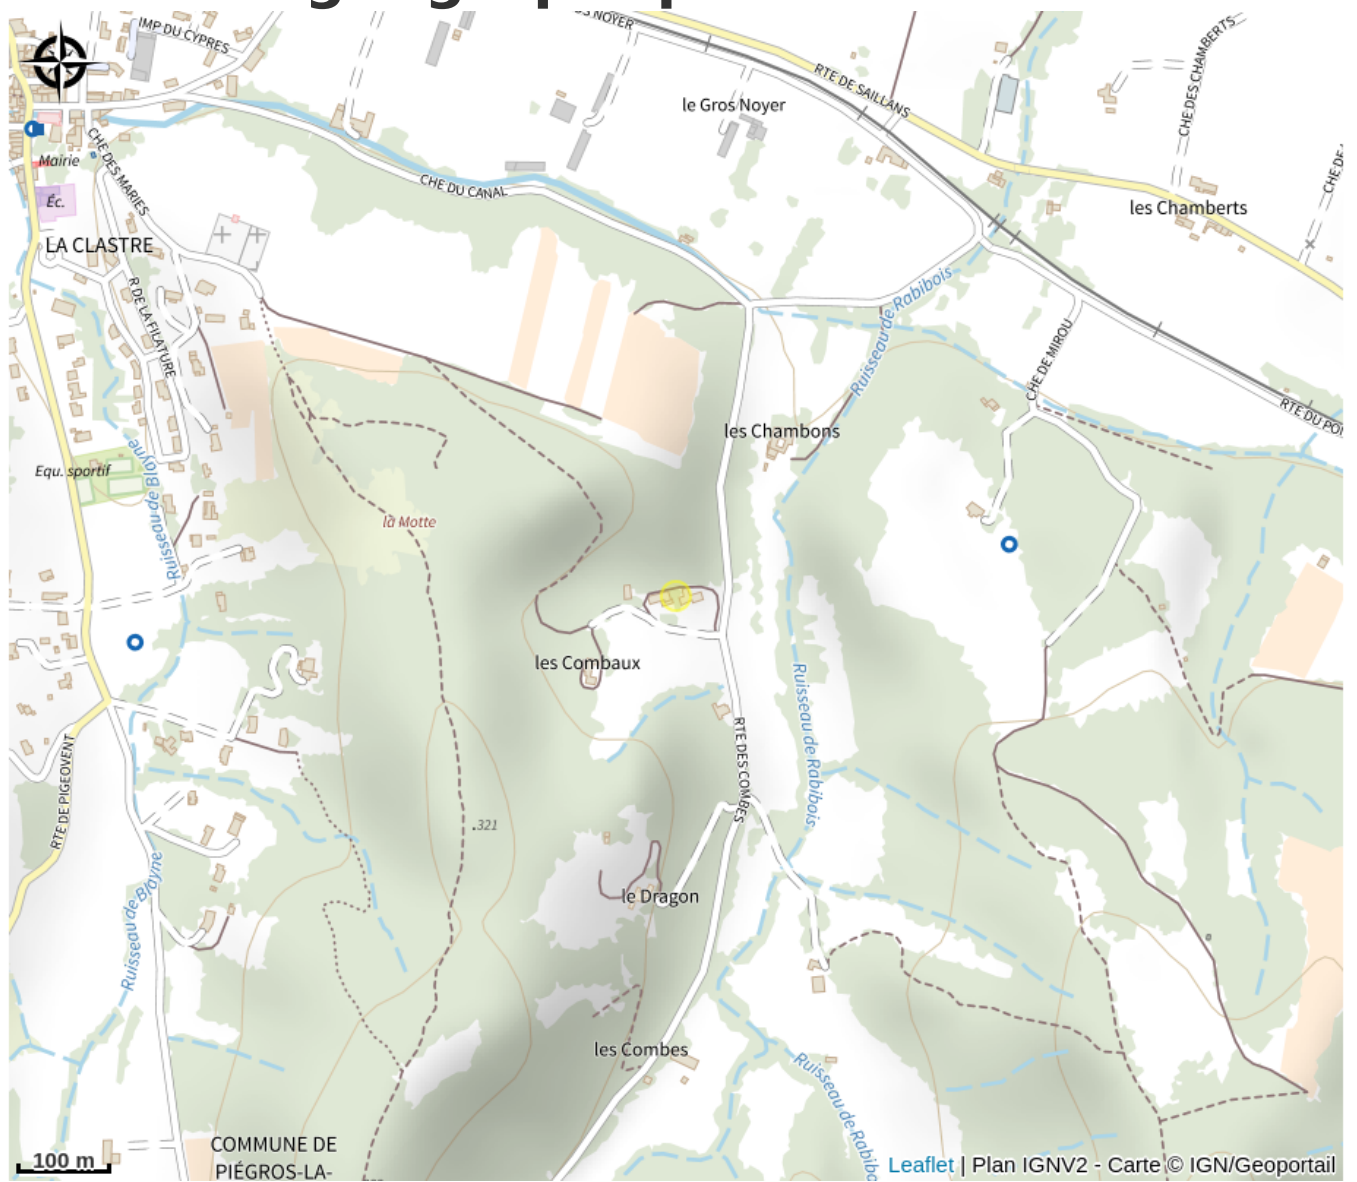 IMP DU CYPRES
NOYER
RTE DE SAILLANS
CHE DES CHAMBERTS
le Gros Noyer
CHE DES MARIES
Mairie
CHE DU CANAL
Éc.
les Chamberts
LA CLASTRE
R DE LA FILATURE
Ruisseau de Rabibois
CHE DE MIROU
RTE DU
les Chambons
Equ. sportif
Ruisseau de Blayne
la Motte
les Combaux
Ruisseau de Rabibois
RTE DES COMBES
RTE DE PIGEOVENT
.321
Ruisseau de Blayne
le Dragon
les Combes
Ruisseau de
COMMUNE DE
PIÉGROS-LA-
100 m
Leaflet | Plan IGNV2 - Carte © IGN/Geoportail